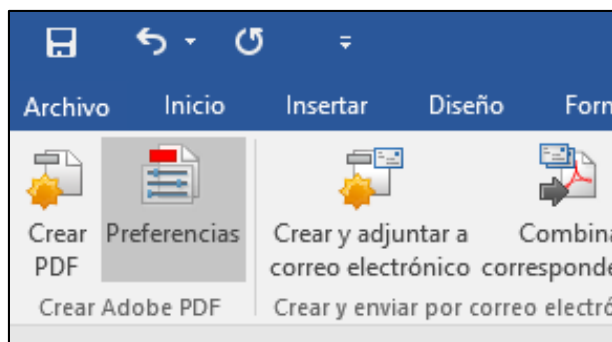 Archivo Inicio Insertar Diseño
Crear Preferencias Crear y adjuntar a
PDF correo electrónico
Crear Adobe PDF Crear y enviar por correo